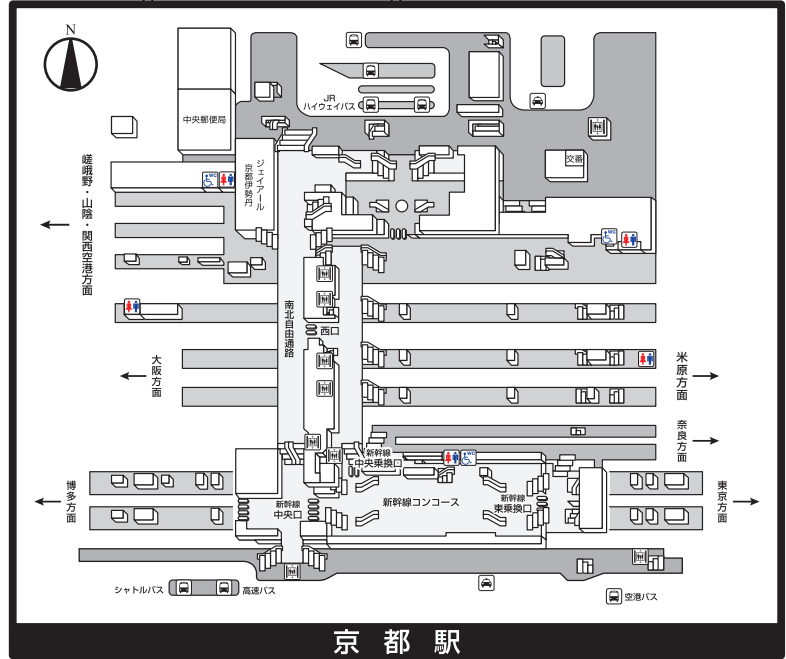 N
中央郵便局
JR
ハイウェイバス
交番
ジェイアール
京都伊勢丹
WC
WC
嵯峨野・山陰・関西空港方面
南北自由通路
西口
大阪方面
米原方面
奈良方面
新幹線
中央乗換口
WC
博多方面
新幹線
中央口
新幹線コンコース
新幹線
東乗換口
東京方面
シャトルバス
高速バス
空港バス
京都駅